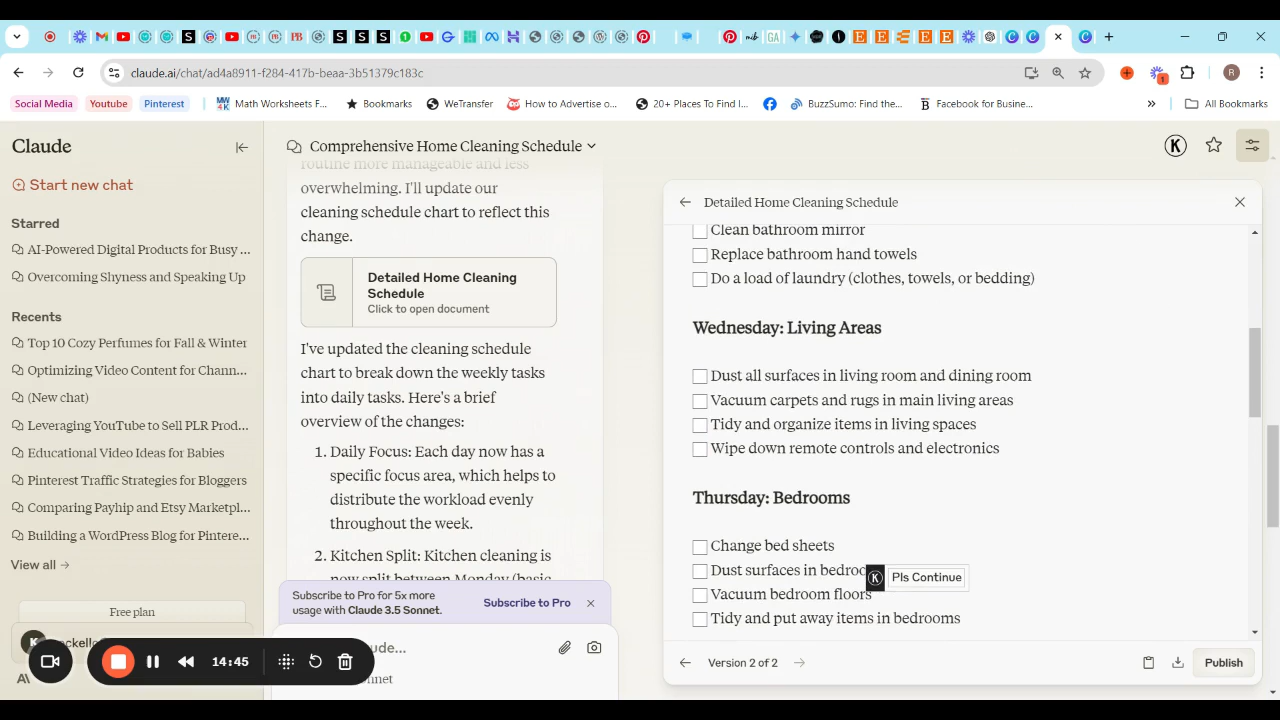 claude.ai/chat/ad4a8911-f284-417b-beaa-3b51379c183c
1
R
Social Media
Youtube
Pinterest
Math Worksheets F...
Bookmarks
WeTransfer
How to Advertise o...
20+ Places To Find I...
BuzzSumo: Find the...
Facebook for Busine...
All Bookmarks
Claude
Start new chat
Starred
AI-Powered Digital Products for Busy ...
Overcoming Shyness and Speaking Up
Recents
Top 10 Cozy Perfumes for Fall & Winter
Optimizing Video Content for Chann...
(New chat)
Leveraging YouTube to Sell PLR Prod...
Educational Video Ideas for Babies
Pinterest Traffic Strategies for Bloggers
Comparing Payhip and Etsy Marketpl...
Building a WordPress Blog for Pintere...
View all
Free plan
14:45
Comprehensive Home Cleaning Schedule
K
routine more manageable and less
overwhelming. I'll update our
cleaning schedule chart to reflect this
change.
Detailed Home Cleaning
Schedule
Click to open document
I've updated the cleaning schedule
chart to break down the weekly tasks
into daily tasks. Here's a brief
overview of the changes:
1. Daily Focus: Each day now has a
specific focus area, which helps to
distribute the workload evenly
throughout the week.
2. Kitchen Split: Kitchen cleaning is
now split between Monday (basic
Subscribe to Pro for 5x more
usage with Claude 3.5 Sonnet.
Subscribe to Pro
Detailed Home Cleaning Schedule
Clean bathroom mirror
Replace bathroom hand towels
Do a load of laundry (clothes, towels, or bedding)
Wednesday: Living Areas
Dust all surfaces in living room and dining room
Vacuum carpets and rugs in main living areas
Tidy and organize items in living spaces
Wipe down remote controls and electronics
Thursday: Bedrooms
Change bed sheets
Dust surfaces in bedroo
K Pls Continue
Vacuum bedroom floors
Tidy and put away items in bedrooms
Version 2 of 2
Publish